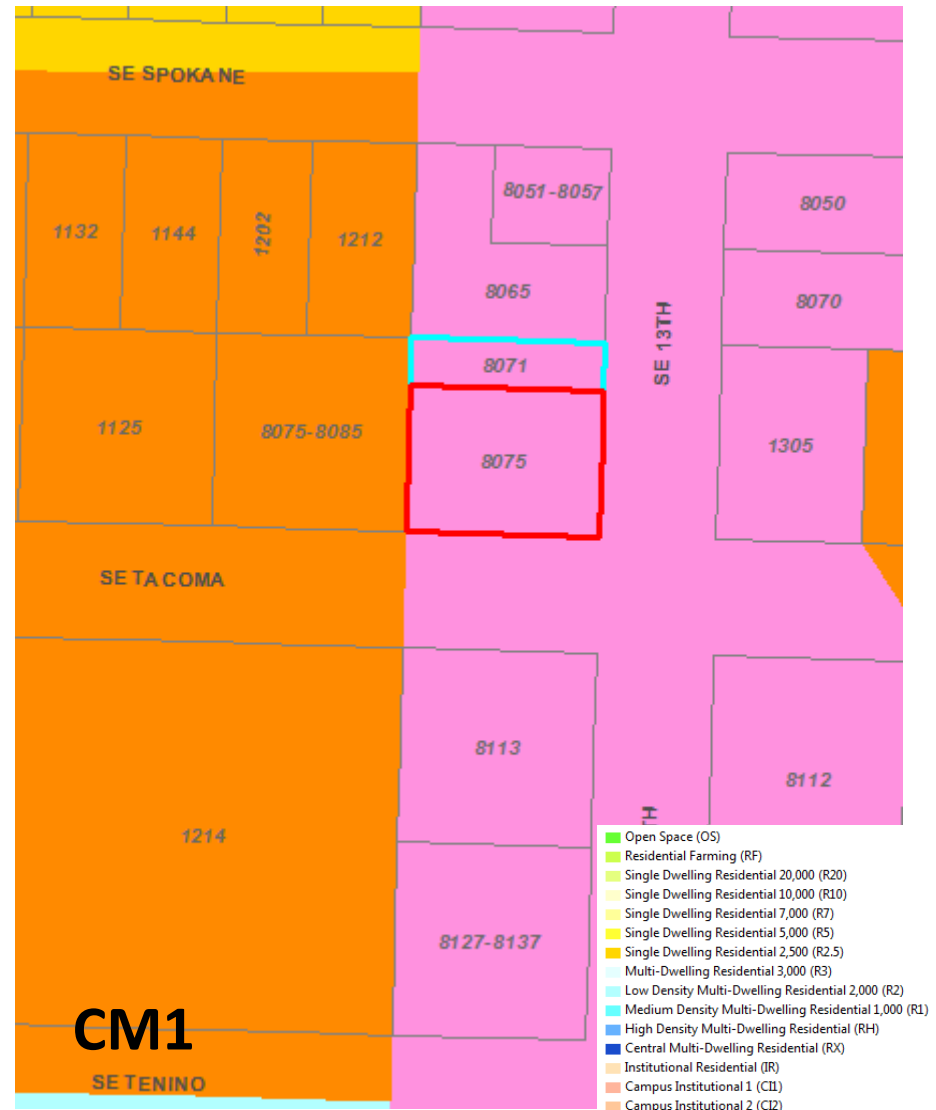 SE SPOKANE
8051-8057
1132
1144
1202
1212
8050
8065
8070
SE 13TH
8071
1125
8075-8085
8075
1305
SE TACOMA
8113
8112
1214
TH
8127-8137
CM1
SE TENINO
Open Space (OS)
Residential Farming (RF)
Single Dwelling Residential 20,000 (R20)
Single Dwelling Residential 10,000 (R10)
Single Dwelling Residential 7,000 (R7)
Single Dwelling Residential 5,000 (R5)
Single Dwelling Residential 2,500 (R2.5)
Multi-Dwelling Residential 3,000 (R3)
Low Density Multi-Dwelling Residential 2,000 (R2)
Medium Density Multi-Dwelling Residential 1,000 (R1)
High Density Multi-Dwelling Residential (RH)
Central Multi-Dwelling Residential (RX)
Institutional Residential (IR)
Campus Institutional 1 (CI1)
Campus Institutional 2 (CI2)